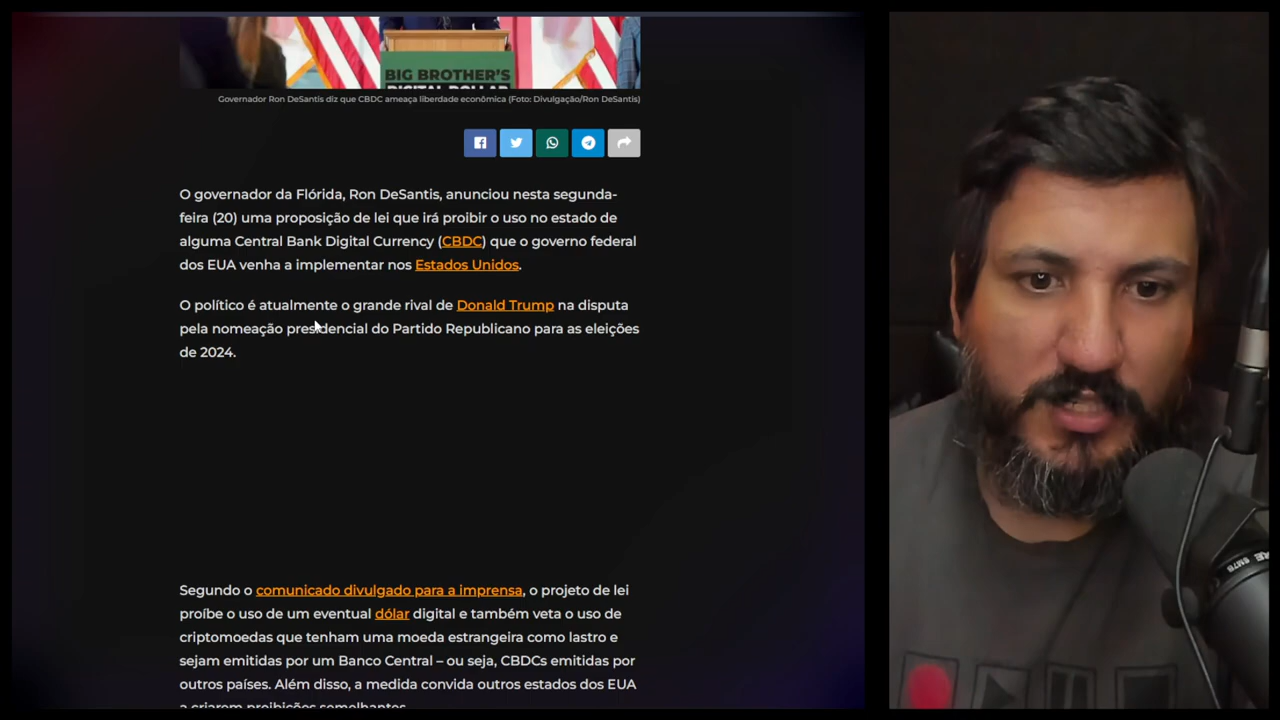 BIG BROTHER'S
DIGITAL DOLLAR
Governador Ron DeSantis diz que CBDC ameaça liberdade econômica (Foto: Divulgação/Ron DeSantis)
O governador da Flórida, Ron DeSantis, anunciou nesta segunda-
feira (20) uma proposição de lei que irá proibir o uso no estado de
alguma Central Bank Digital Currency (CBDC) que o governo federal
dos EUA venha a implementar nos Estados Unidos.
O político é atualmente o grande rival de Donald Trump na disputa
pela nomeação presidencial do Partido Republicano para as eleições
de 2024.
Segundo o comunicado divulgado para a imprensa, o projeto de lei
proíbe o uso de um eventual dólar digital e também veta o uso de
criptomoedas que tenham uma moeda estrangeira como lastro e
sejam emitidas por um Banco Central – ou seja, CBDCs emitidas por
outros países. Além disso, a medida convida outros estados dos EUA
a criarem proibições semelhantes.
SM7B